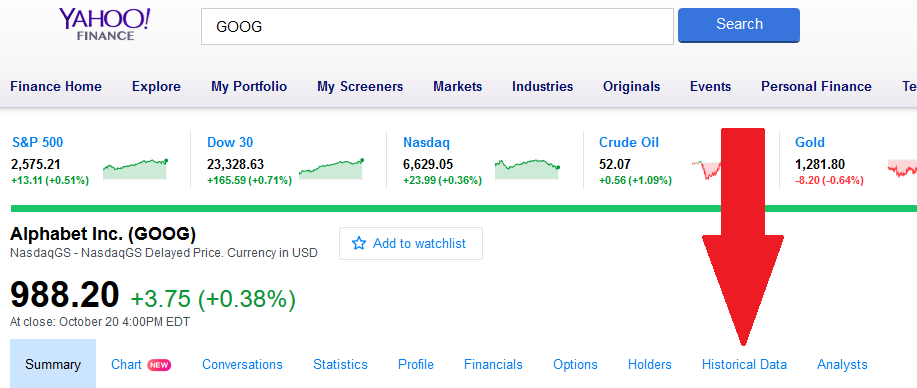 YAHOO!
FINANCE
GOOG
Search
Finance Home Explore My Portfolio My Screeners Markets Industries Originals Events Personal Finance Te
S&P 500 Dow 30 Nasdaq Crude Oil Gold
2,575.21 23,328.63 6,629.05 52.07 1,281.80
+13.11 (+0.51%) +165.59 (+0.71%) +23.99 (+0.36%) +0.56 (+1.09%) -8.20 (-0.64%)
Alphabet Inc. (GOOG)
NasdaqGS - NasdaqGS Delayed Price. Currency in USD
Add to watchlist
988.20 +3.75 (+0.38%)
At close: October 20 4:00PM EDT
Summary Chart NEW Conversations Statistics Profile Financials Options Holders Historical Data Analysts